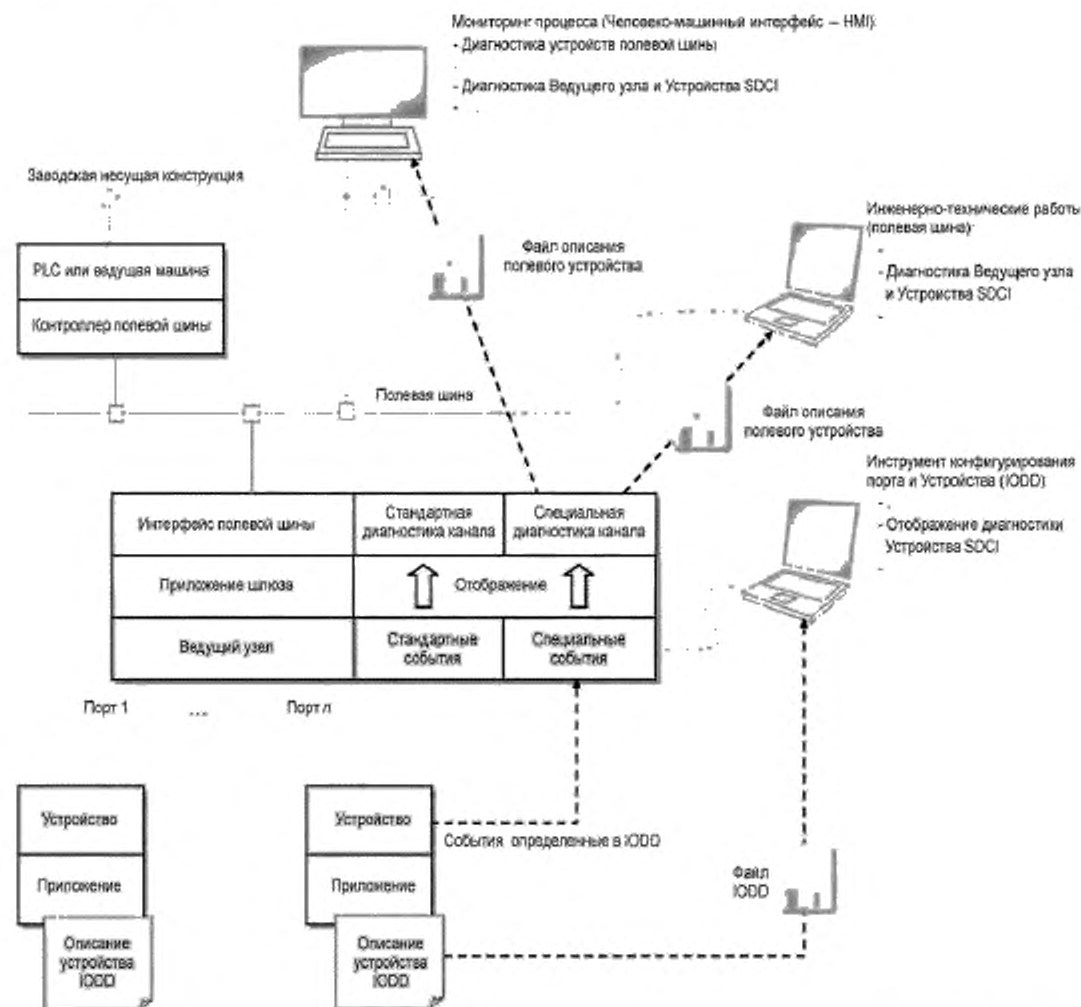 Мониторинг процесса (Человеко-машинный интерфейс – HMI)
- Диагностика устройств полевой шины
- Диагностика Ведущего узла и Устройства SDCI
Заводская несущая конструкция
PLC или ведущая машина
Контроллер полевой шины
Файл описания
полевого устройства
Инженерно-технические работы
(полевая шина):
- Диагностика Ведущего узла
и Устройства SDCI
Полевая шина
Файл описания
полевого устройства
Инструмент конфигурирования
порта и Устройства (IODD)
- Отображение диагностики
Устройства SDCI
Интерфейс полевой шины
Стандартная
диагностика канала
Специальная
диагностика канала
Приложение шлюза
Отображение
Ведущий узел
Стандартные
события
Специальные
события
Порт 1
....
Порт n
Устройство
Приложение
Описание
устройства
IODD
Устройство
Приложение
Описание
устройства
IODD
События определенные в IODD
Файл
IODD